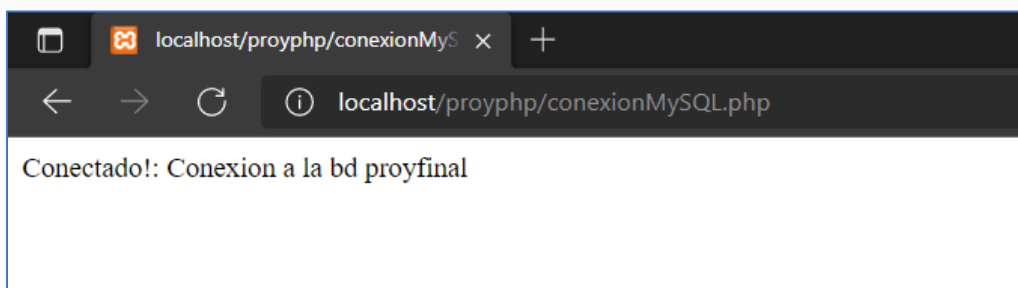 localhost/proyphp/conexionMyS
localhost/proyphp/conexionMySQL.php
Conectado!: Conexion a la bd proyfinal